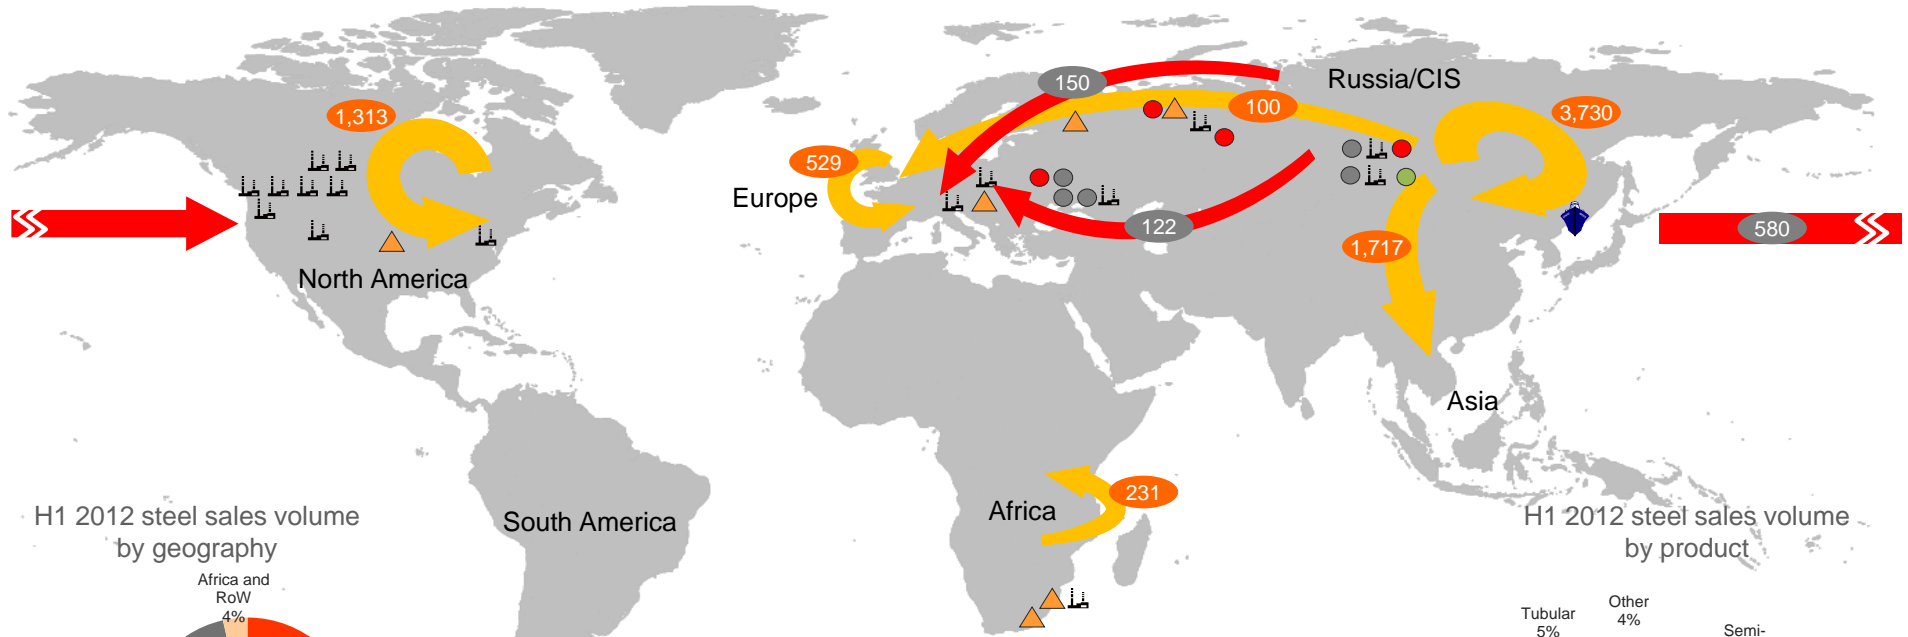 150
Russia/CIS
1,313
100
3,730
529
Europe
122
1,717
580
North America
Asia
231
Africa
South America
H1 2012 steel sales volume
by geography
Africa and
RoW
4%
H1 2012 steel sales volume
by product
Tubular
5%
Other
4%
Semi-